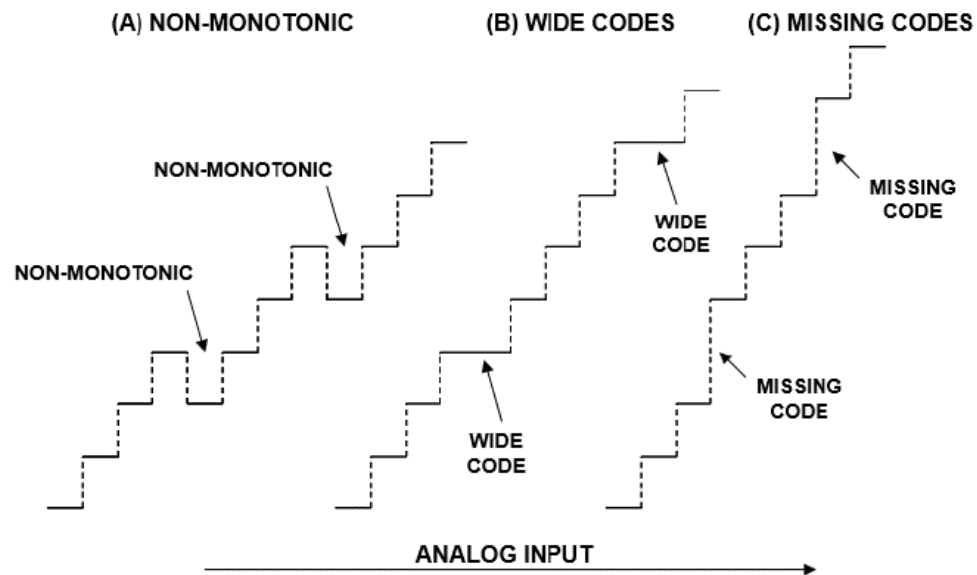 (A) NON-MONOTONIC
(B) WIDE CODES
(C) MISSING CODES
NON-MONOTONIC
NON-MONOTONIC
WIDE
CODE
WIDE
CODE
MISSING
CODE
MISSING
CODE
ANALOG INPUT